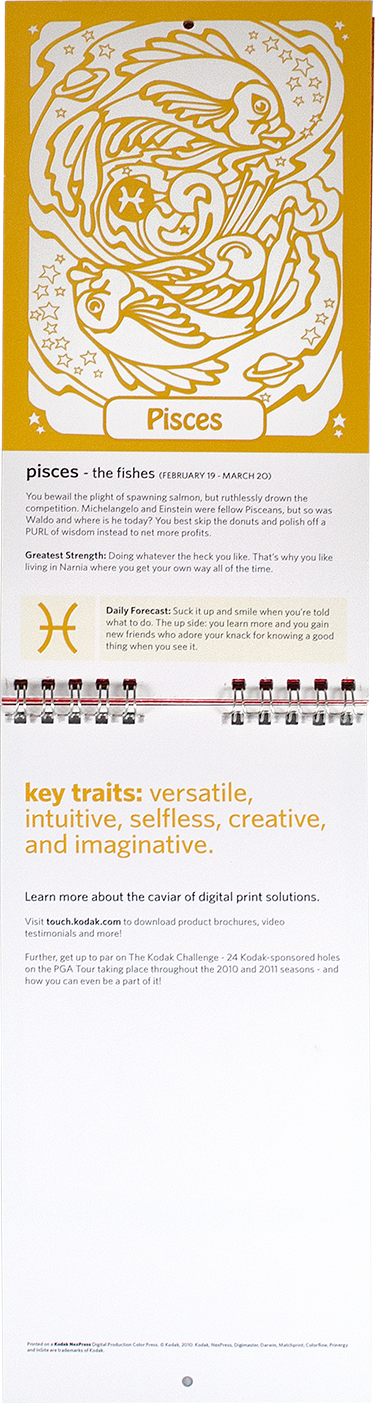 Pisces
pisces - the fishes (FEBRUARY 19 - MARCH 20)
You bewail the plight of spawning salmon, but ruthlessly drown the
competition. Michelangelo and Einstein were fellow Pisceans, but so was
Waldo and where is he today? You best skip the donuts and polish off a
PURL of wisdom instead to net more profits.
Greatest Strength: Doing whatever the heck you like. That's why you like
living in Narnia where you get your own way all of the time.
Daily Forecast: Suck it up and smile when you're told
what to do. The up side: you learn more and you gain
new friends who adore your knack for knowing a good
thing when you see it.
key traits: versatile,
intuitive, selfless, creative,
and imaginative.
Learn more about the caviar of digital print solutions.
Visit touch.kodak.com to download product brochures, video
testimonials and more!
Further, get up to par on The Kodak Challenge - 24 Kodak-sponsored holes
on the PGA Tour taking place throughout the 2010 and 2011 seasons - and
how you can even be a part of it!
Printed on a Kodak NexPress Digital Production Color Press. © Kodak, 2010. Kodak, NexPress, Digimaster, Darwin, Matchprint, Colorflow, Prinergy
and InSite are trademarks of Kodak.